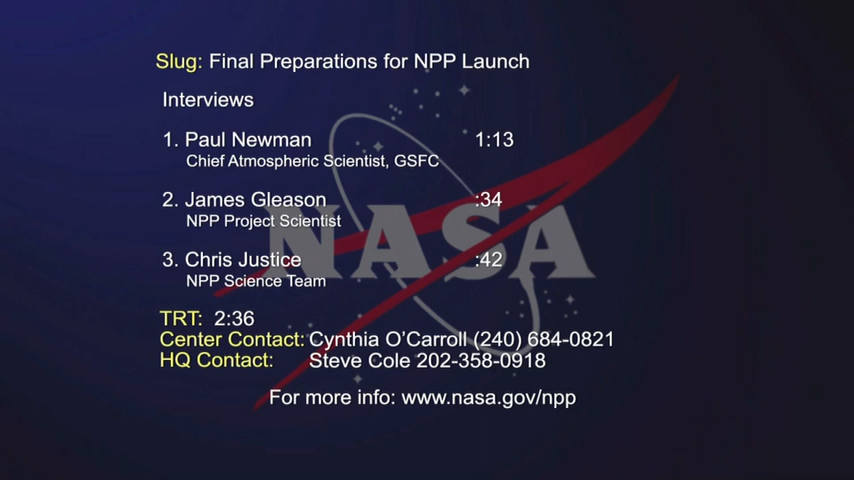 Slug: Final Preparations for NPP Launch
Interviews
1. Paul Newman 1:13
Chief Atmospheric Scientist, GSFC
2. James Gleason :34
NPP Project Scientist
NASA
3. Chris Justice :42
NPP Science Team
TRT: 2:36
Center Contact: Cynthia O'Carroll (240) 684-0821
HQ Contact: Steve Cole 202-358-0918
For more info: www.nasa.gov/npp